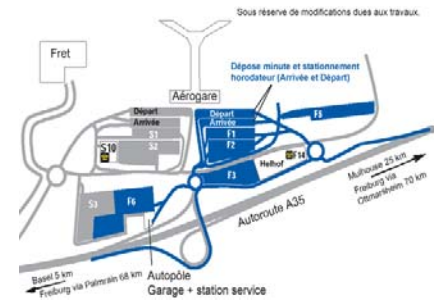 Sous réserve de modifications dues aux travaux.
Fret
Dépose minute et stationnement
horodateur (Arrivée et Départ)
Aérogare
Départ
Arrivée
S1
S2
S10
Départ
Arrivée
F1
F2
F5
F14
Helhof
F3
S3
F6
Mulhouse 25 km
Freiburg via
Ottmarsheim 70 km
Autoroute A35
Basel 5 km
Freiburg via Palmrain 68 km
Autopôle
Garage + station service